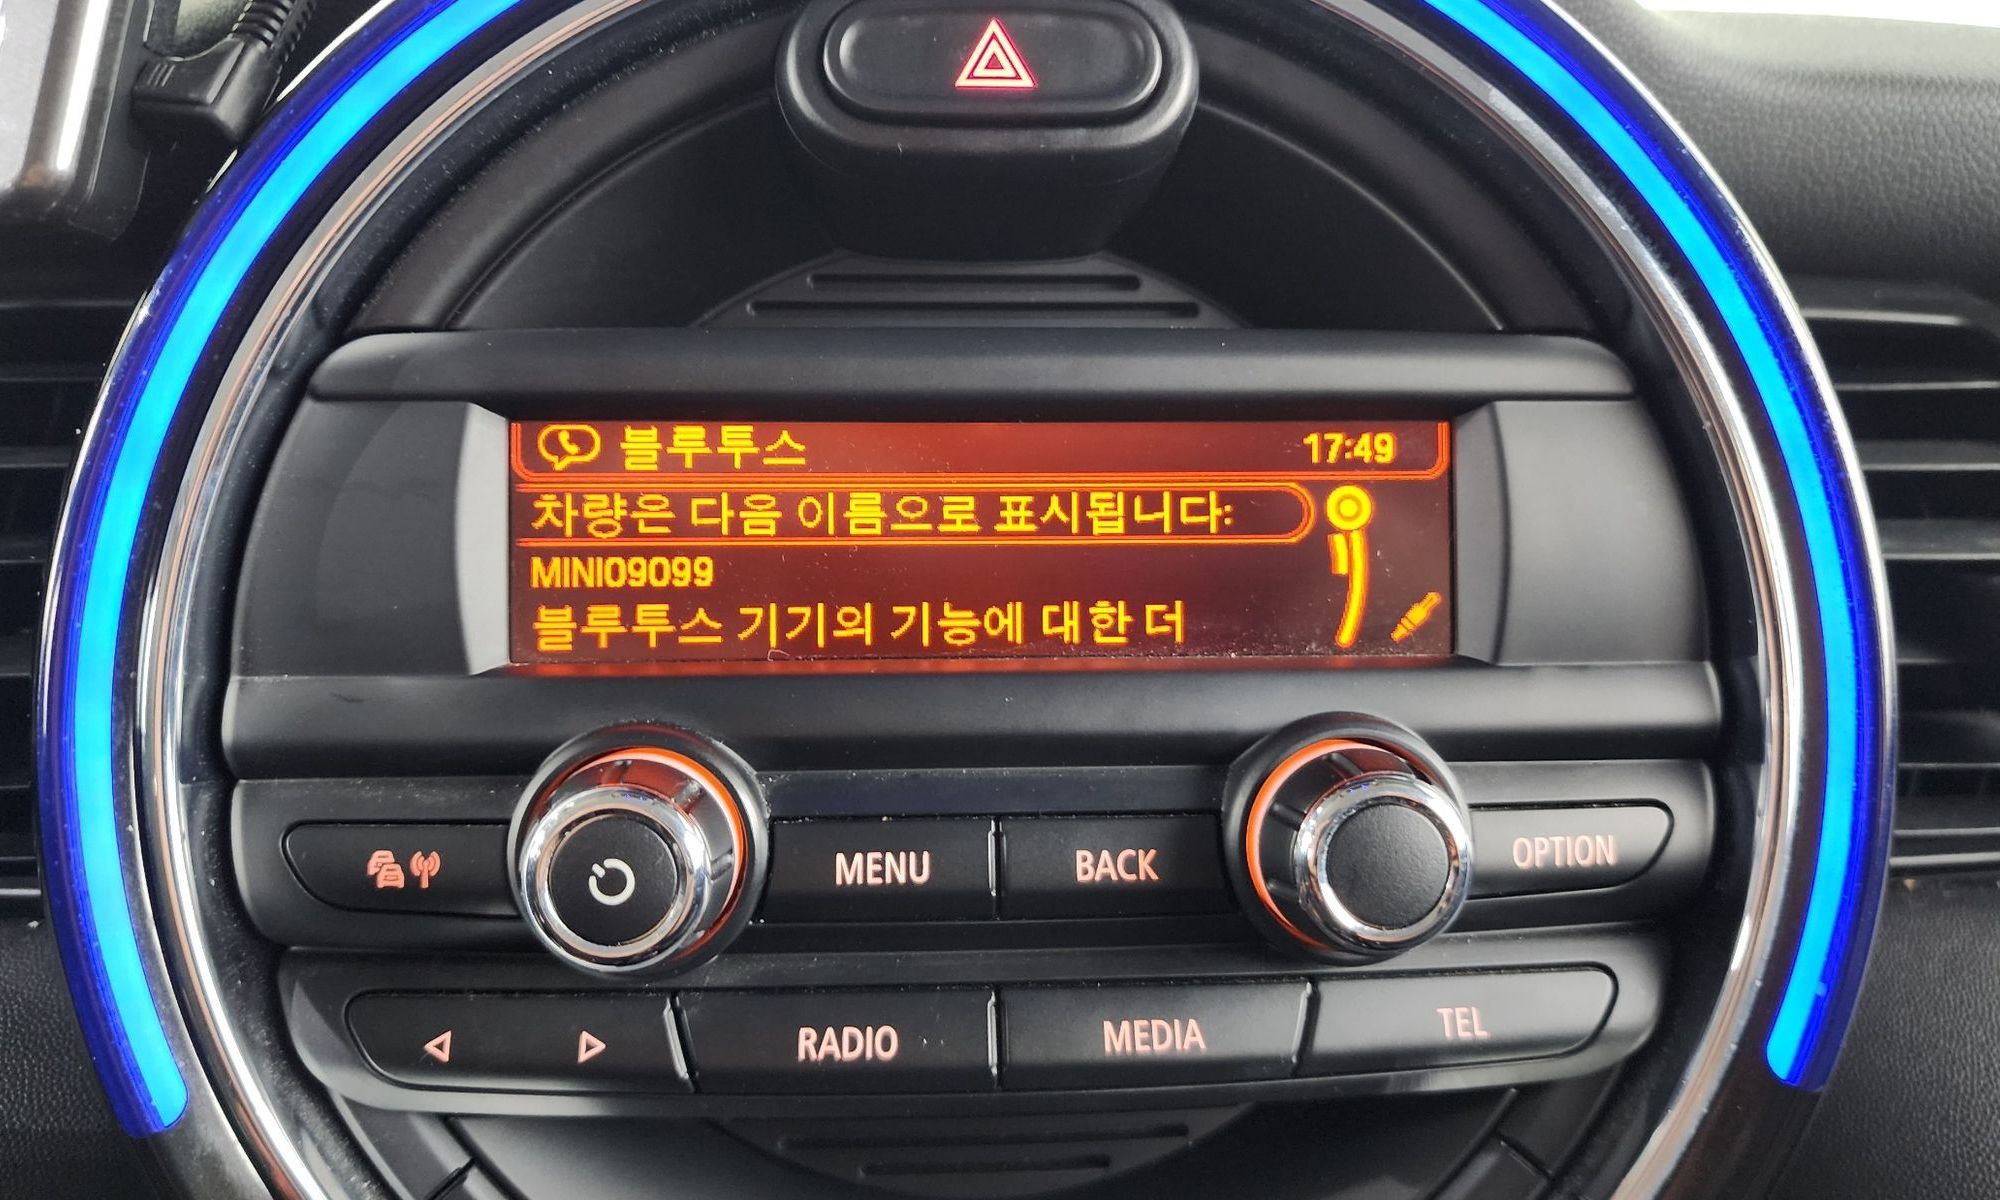 블루투스 17:49
차량은 다음 이름으로 표시됩니다:
MINI09099
블루투스 기기의 기능에 대한 더
MENU BACK OPTION
RADIO MEDIA TEL